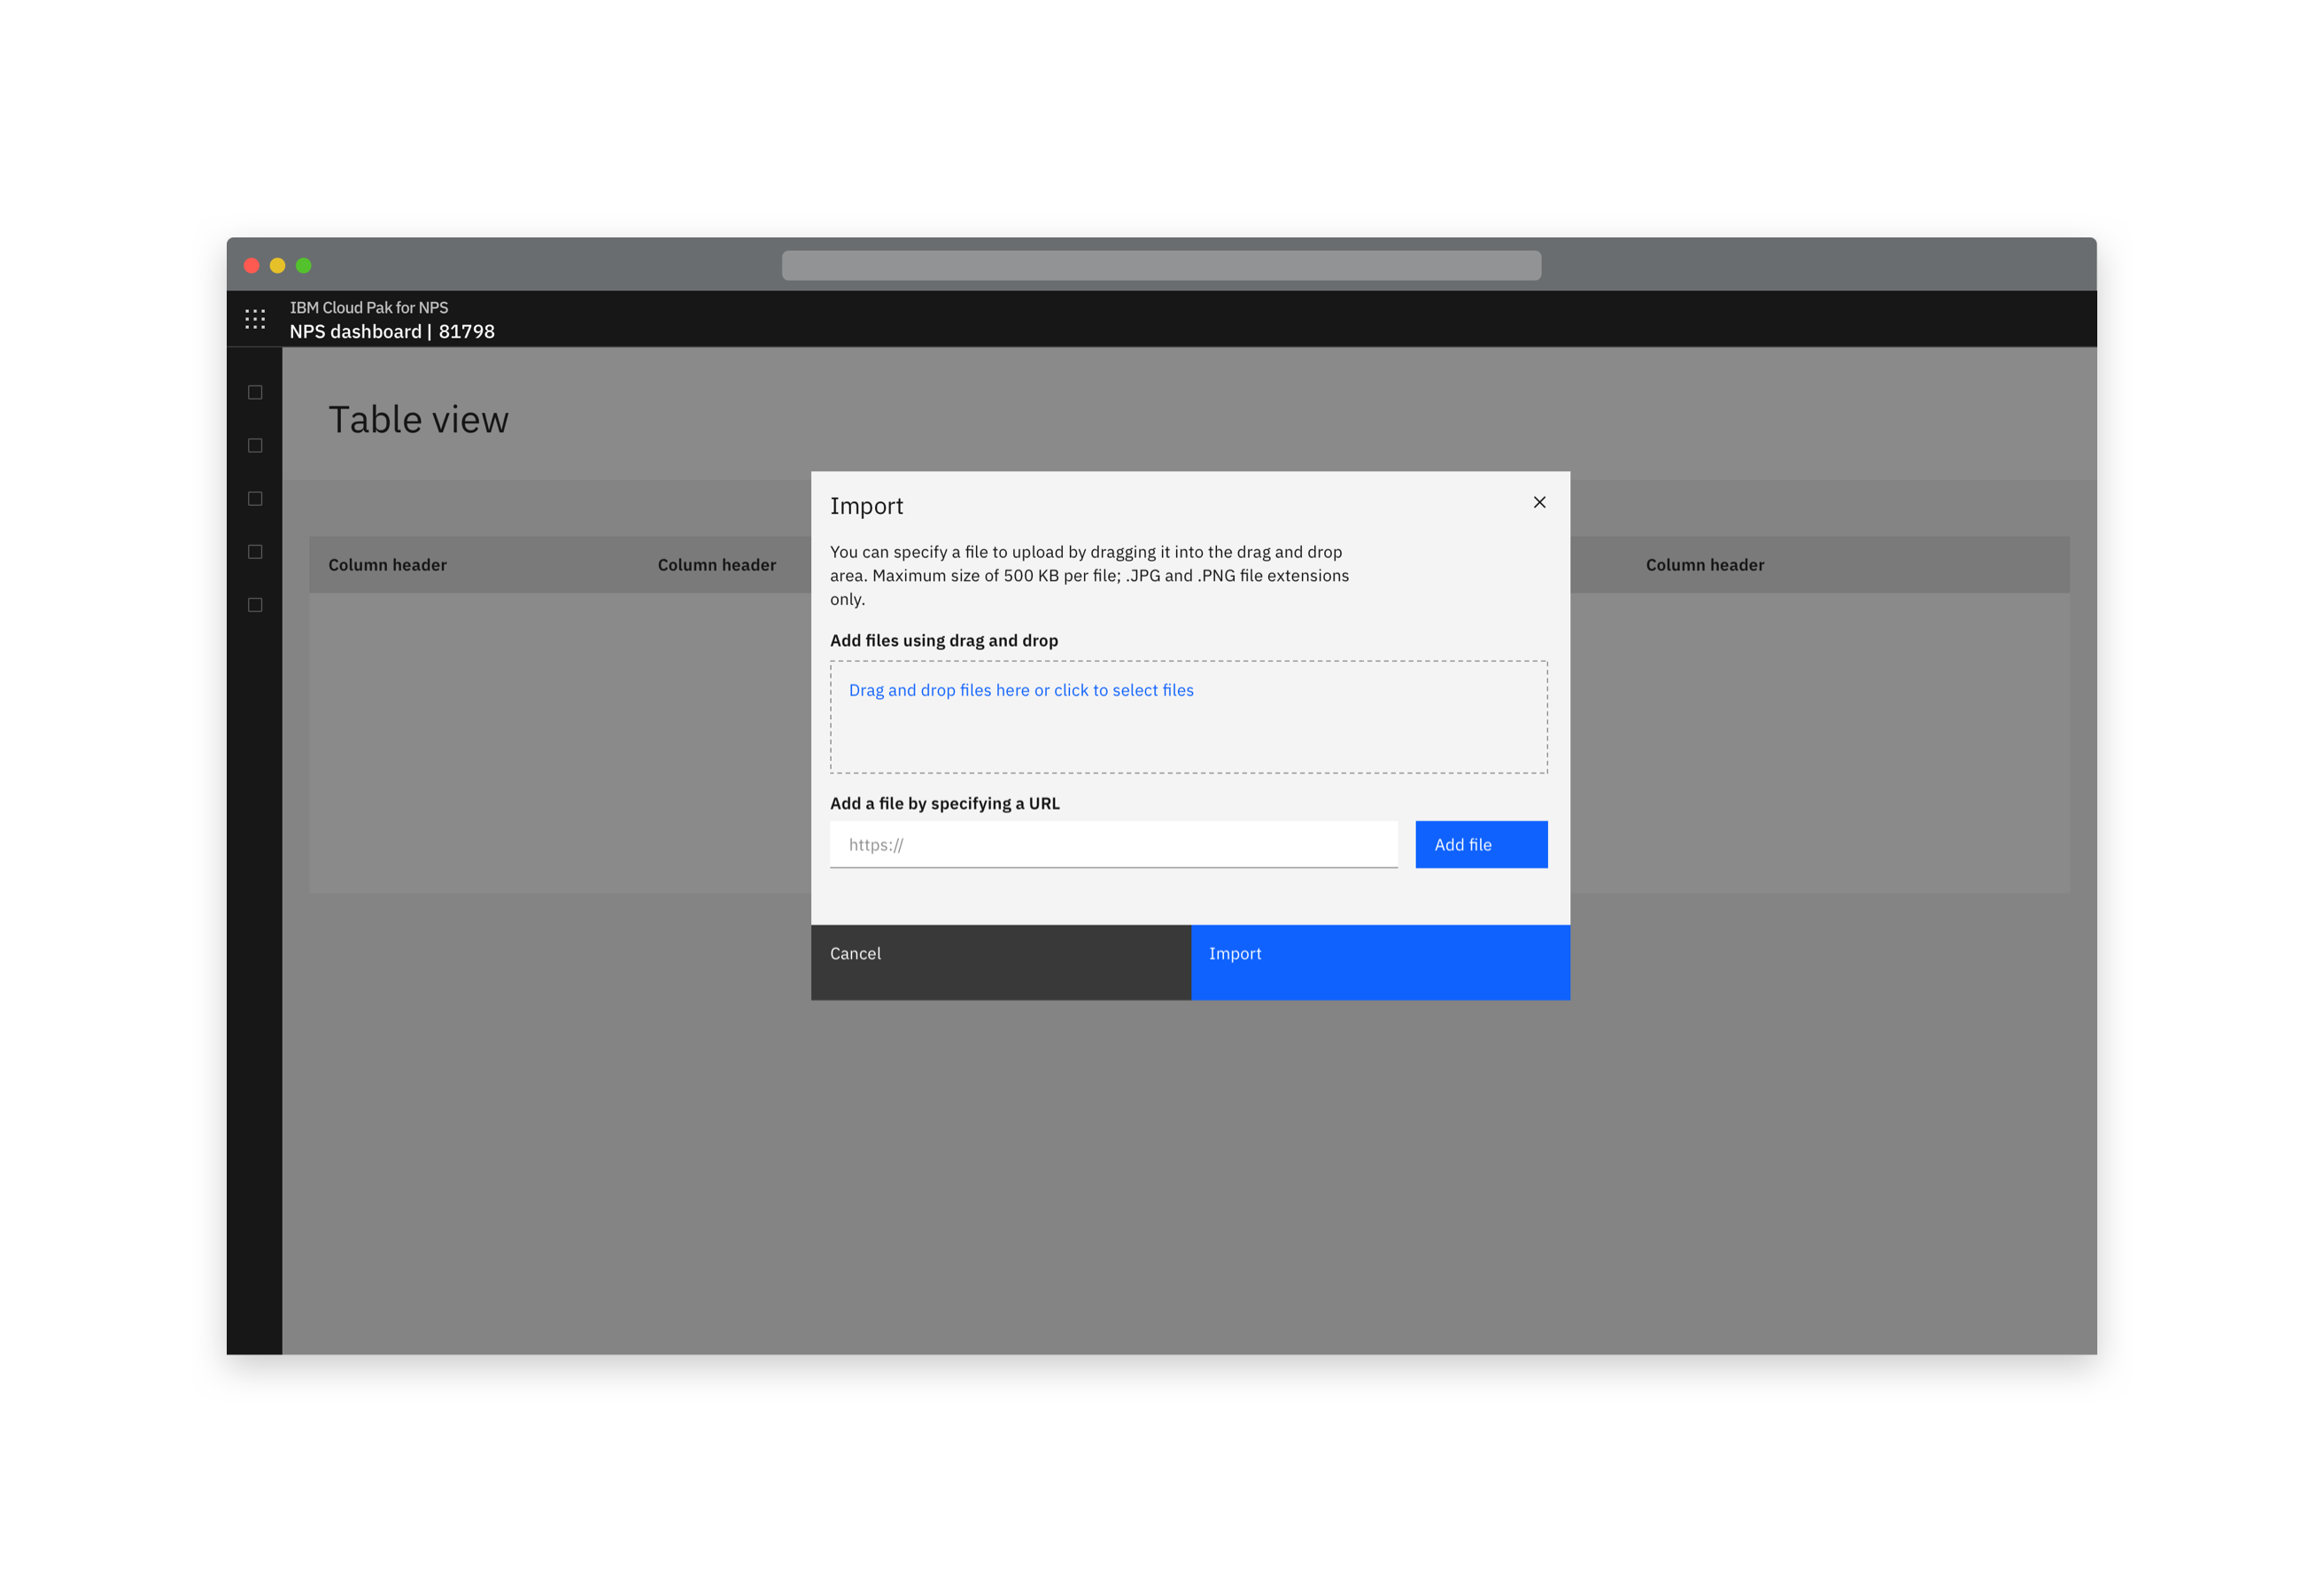 IBM Cloud Pak for NPS
NPS dashboard | 81798
Table view
Column header
Column header
Column header
Import
You can specify a file to upload by dragging it into the drag and drop
area. Maximum size of 500 KB per file; .JPG and .PNG file extensions
only.
Add files using drag and drop
Drag and drop files here or click to select files
Add a file by specifying a URL
https://
Add file
Cancel
Import